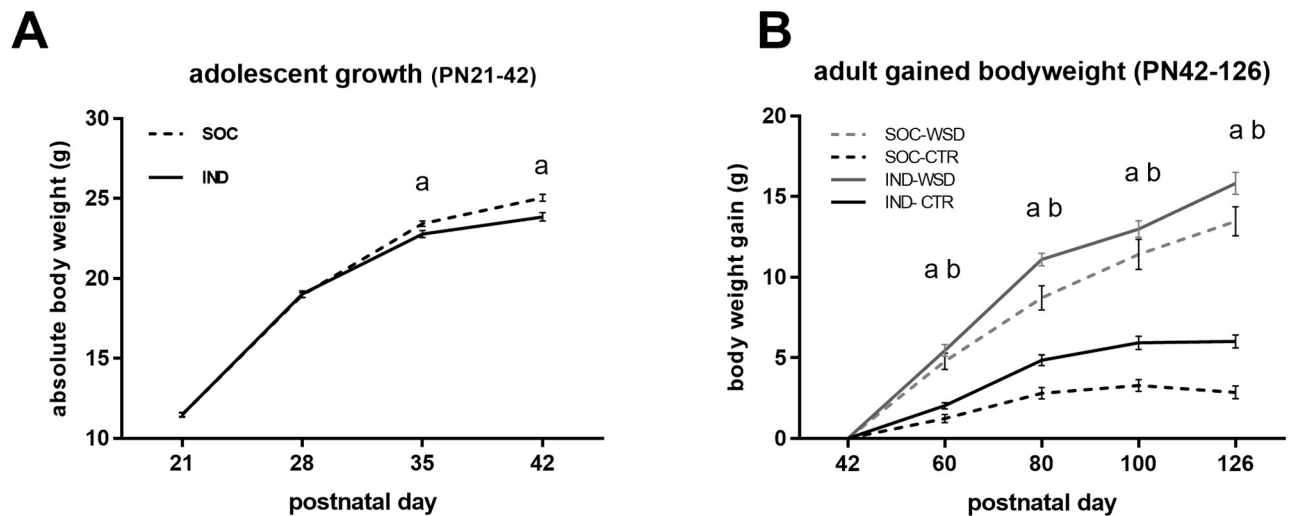 A
adolescent growth (PN21-42)
absolute body weight (g)
30
25
20
15
10
SOC
IND
a
a
21 28 35 42
postnatal day
B
adult gained bodyweight (PN42-126)
body weight gain (g)
20
15
10
5
0
SOC-WSD
SOC-CTR
IND-WSD
IND- CTR
a b
a b
a b
a b
42 60 80 100 126
postnatal day